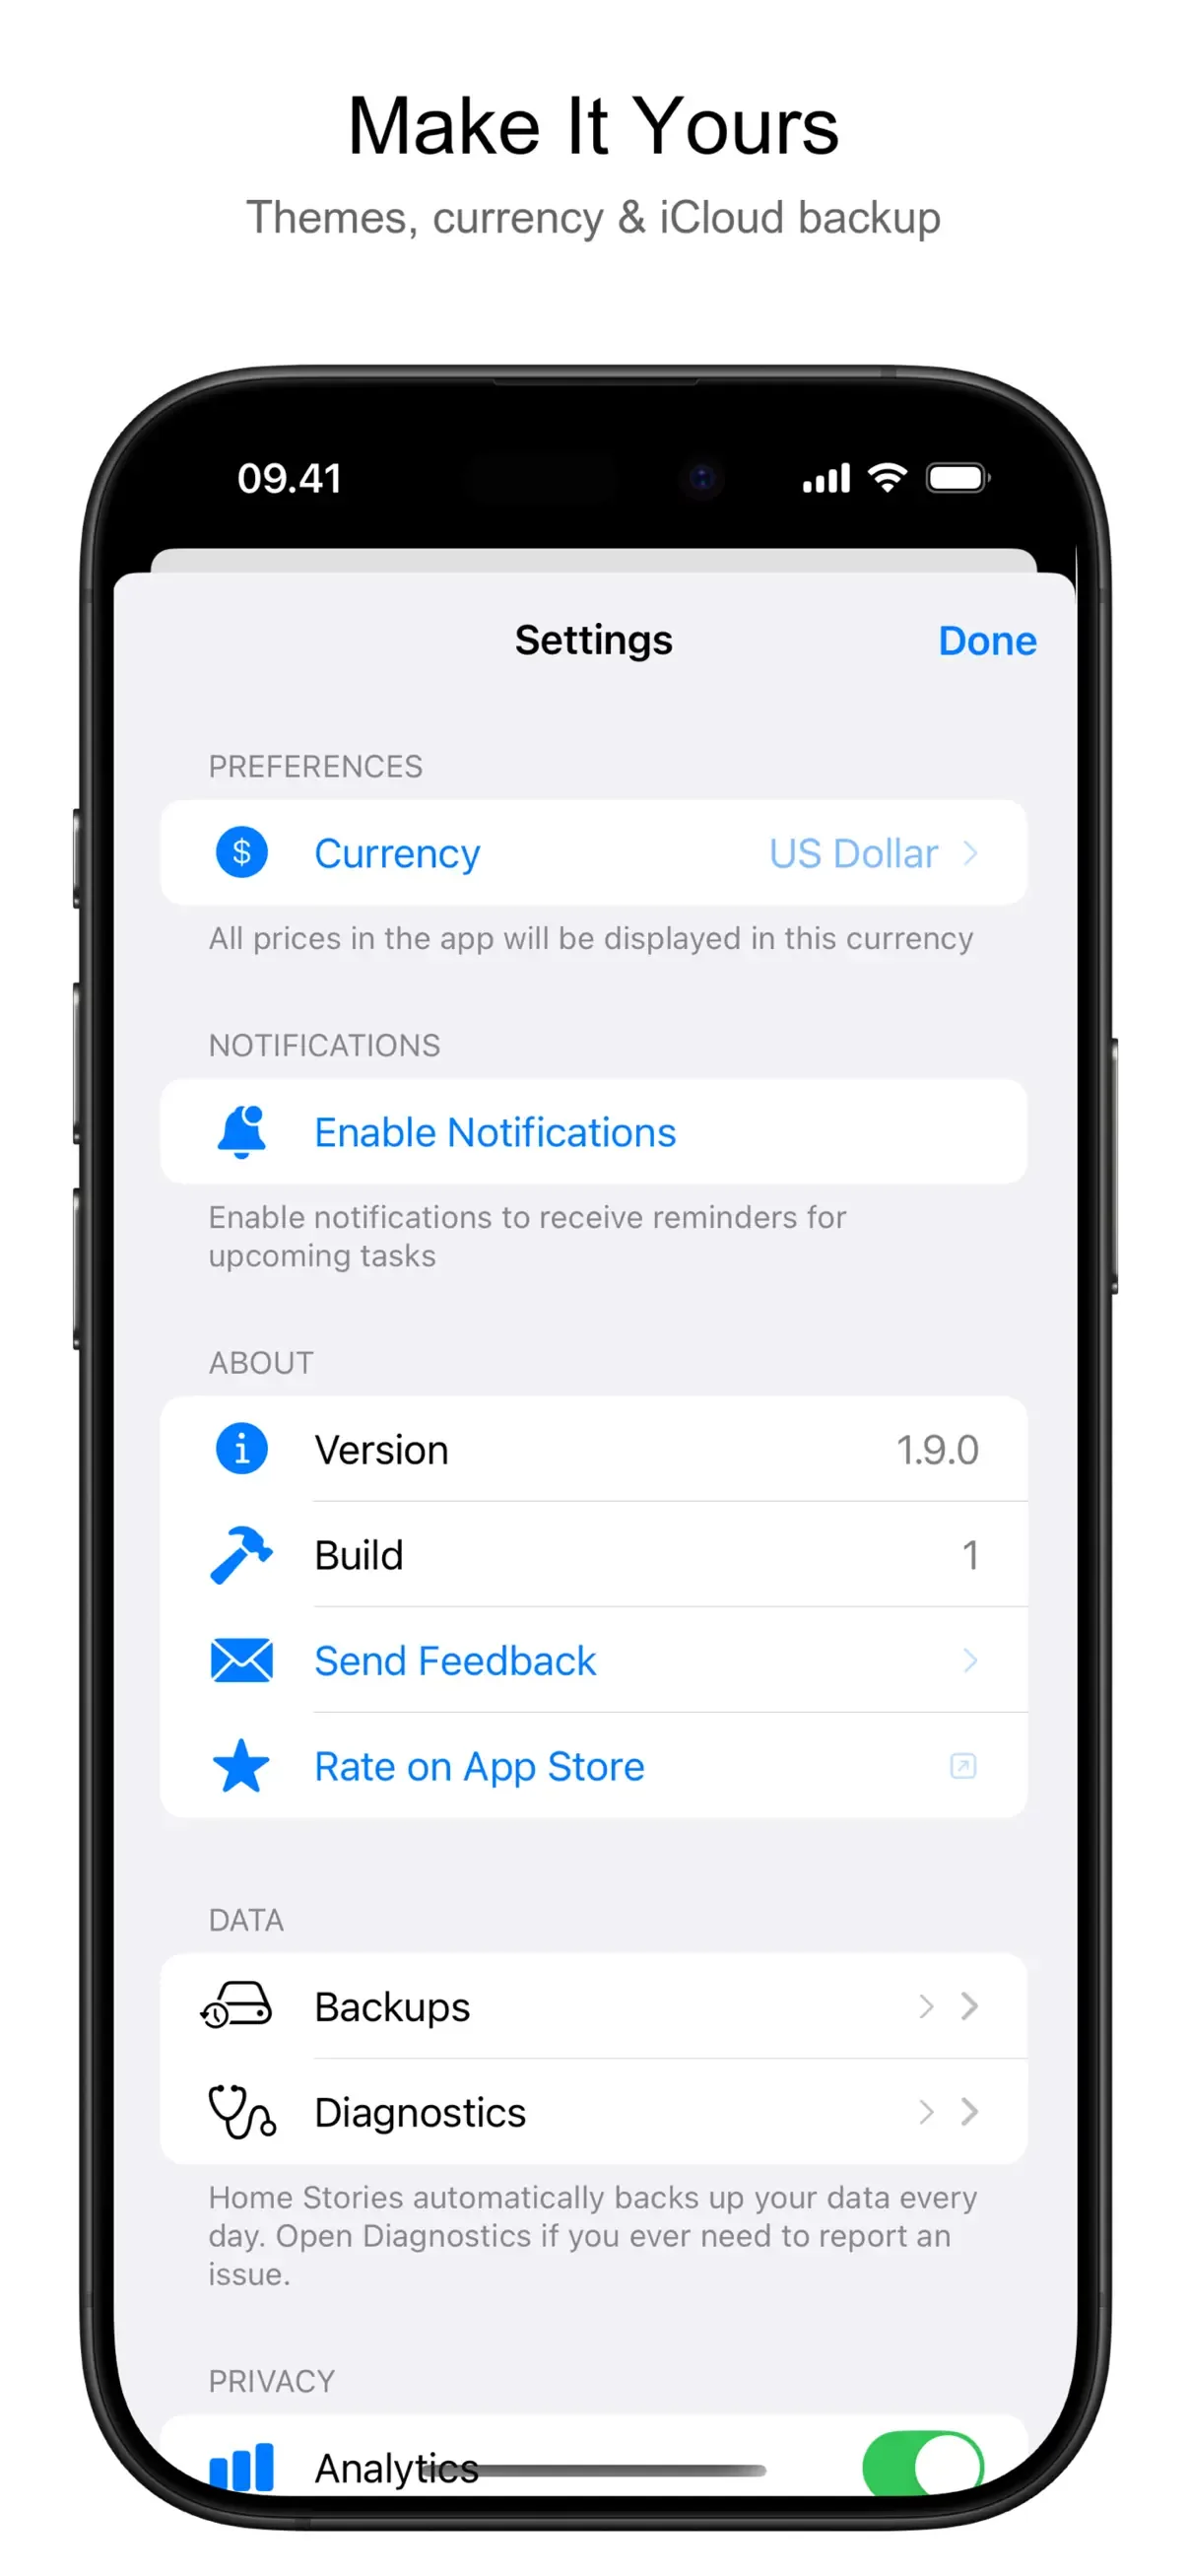 Make It Yours
Themes, currency & iCloud backup
09.41
Settings
Done
PREFERENCES
$ Currency US Dollar
All prices in the app will be displayed in this currency
NOTIFICATIONS
Enable Notifications
Enable notifications to receive reminders for
upcoming tasks
ABOUT
Version 1.9.0
Build 1
Send Feedback
Rate on App Store
DATA
Backups
Diagnostics
Home Stories automatically backs up your data every
day. Open Diagnostics if you ever need to report an
issue.
PRIVACY
Analytics